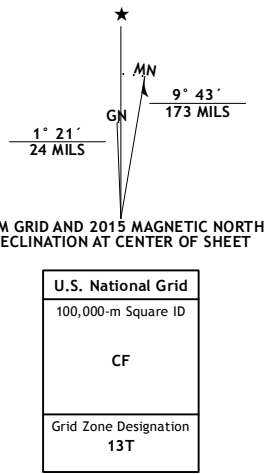 ★
MN
GN
9° 43´
173 MILS
1° 21´
24 MILS
M GRID AND 2015 MAGNETIC NORTH
ECLINATION AT CENTER OF SHEET
U.S. National Grid
100,000-m Square ID
CF
Grid Zone Designation
13T